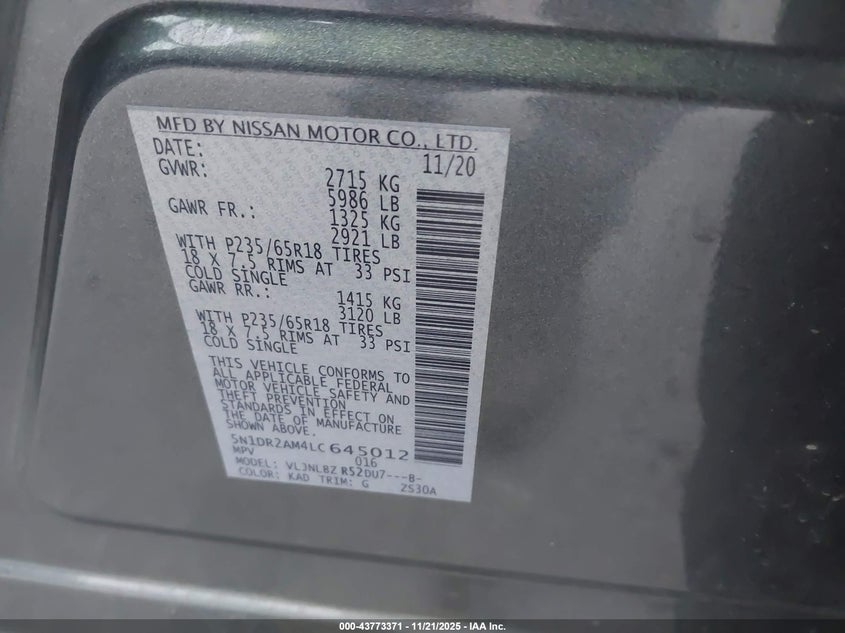 MFD BY NISSAN MOTOR CO., LTD.
DATE: 11/20
GVWR: 2715 KG
5986 LB
GAWR FR.: 1325 KG
2921 LB
WITH P235/65R18 TIRES
18 X 7.5 RIMS AT 33 PSI
COLD SINGLE
GAWR RR.: 1415 KG
3120 LB
WITH P235/65R18 TIRES
18 X 7.5 RIMS AT 33 PSI
COLD SINGLE
THIS VEHICLE CONFORMS TO
ALL APPLICABLE FEDERAL
MOTOR VEHICLE SAFETY AND
THEFT PREVENTION
STANDARDS IN EFFECT ON
THE DATE OF MANUFACTURE
SHOWN ABOVE.
5N1DR2AM4LC645012
MPV 016
MODEL: VLJNLBZ R52DU7---B-
COLOR: KAD TRIM: G ZS30A
000-43773371 - 11/21/2025 - IAA Inc.